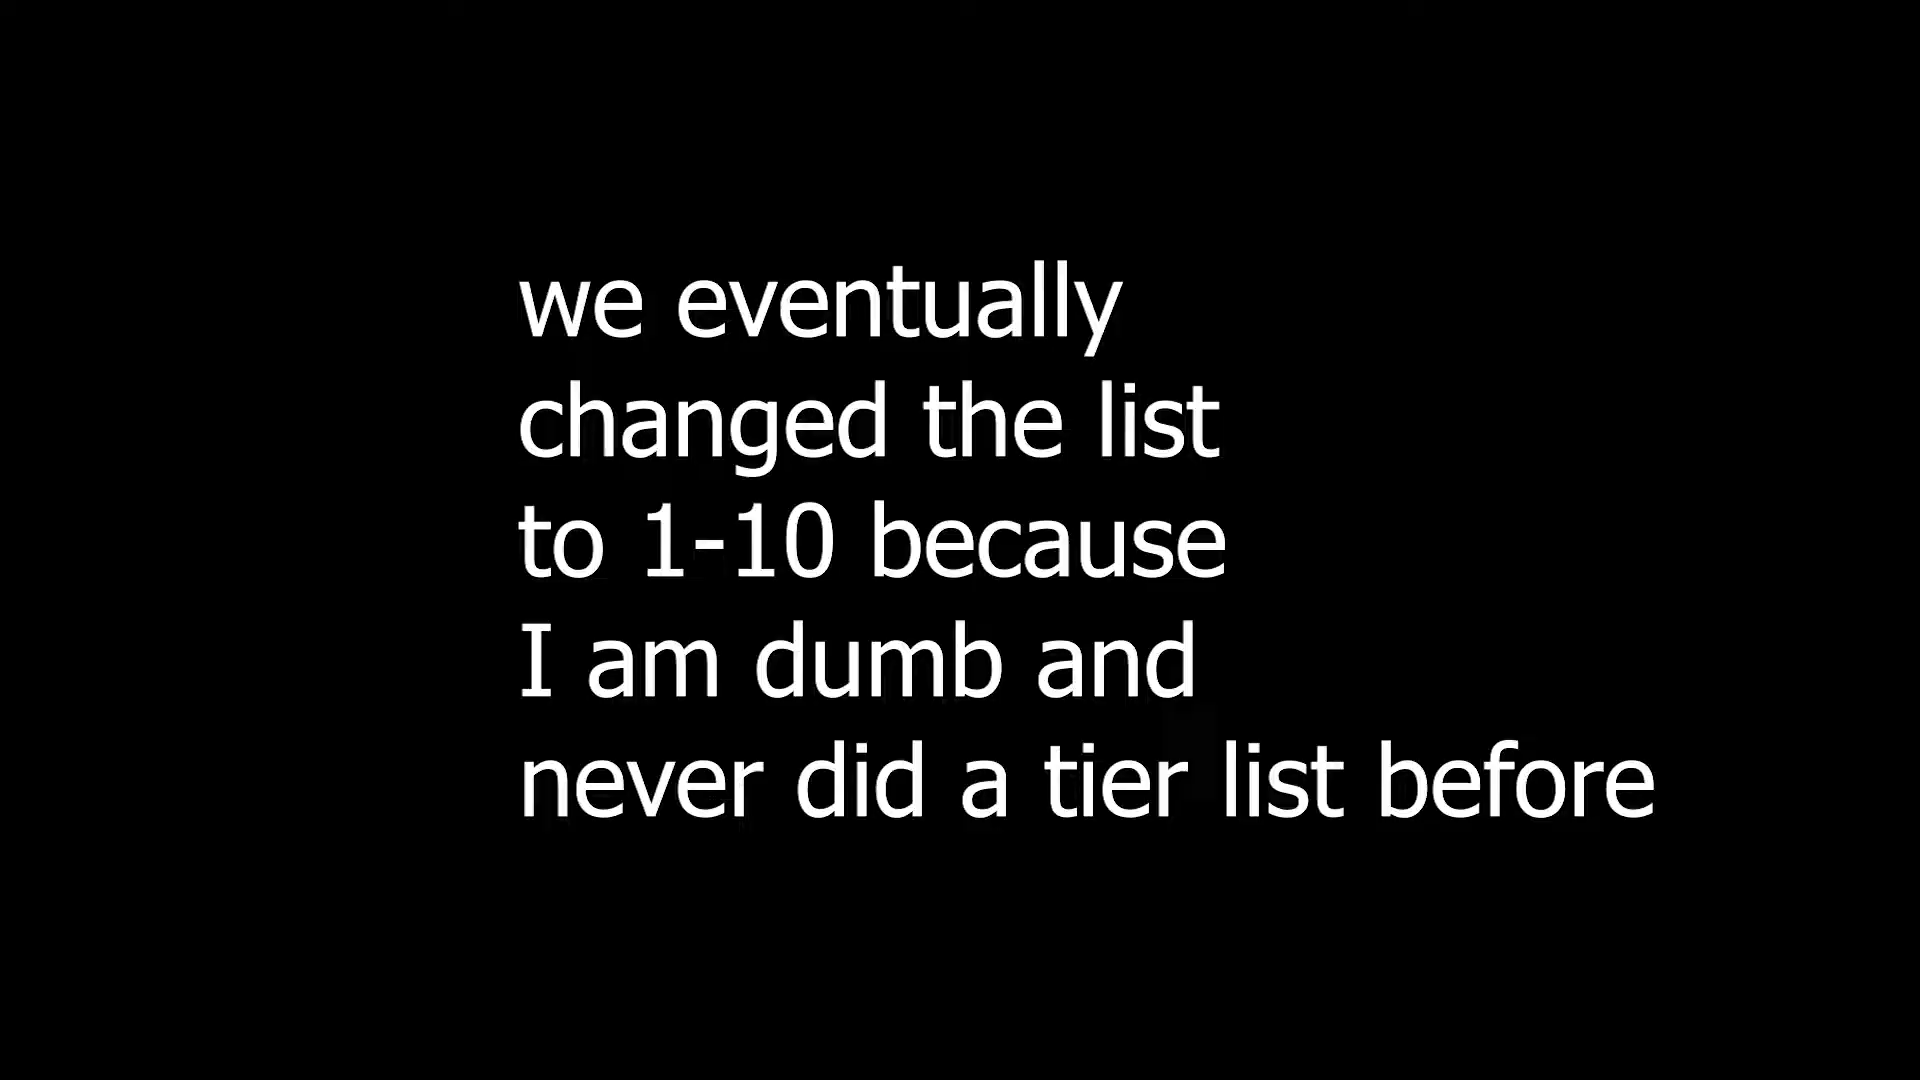 we eventually
changed the list
to 1-10 because
I am dumb and
never did a tier list before